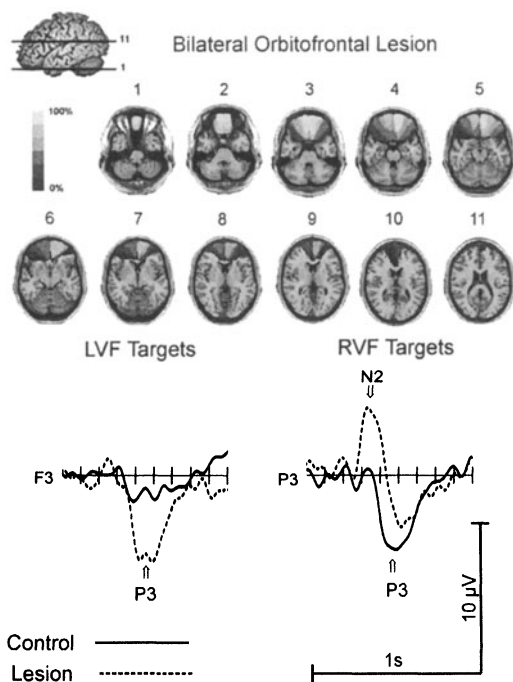 Bilateral Orbitofrontal Lesion
11
1
100%
0%
1 2 3 4 5
6 7 8 9 10 11
LVF Targets RVF Targets
N2
F3
P3
P3
P3
10 µV
Control
1s
Lesion